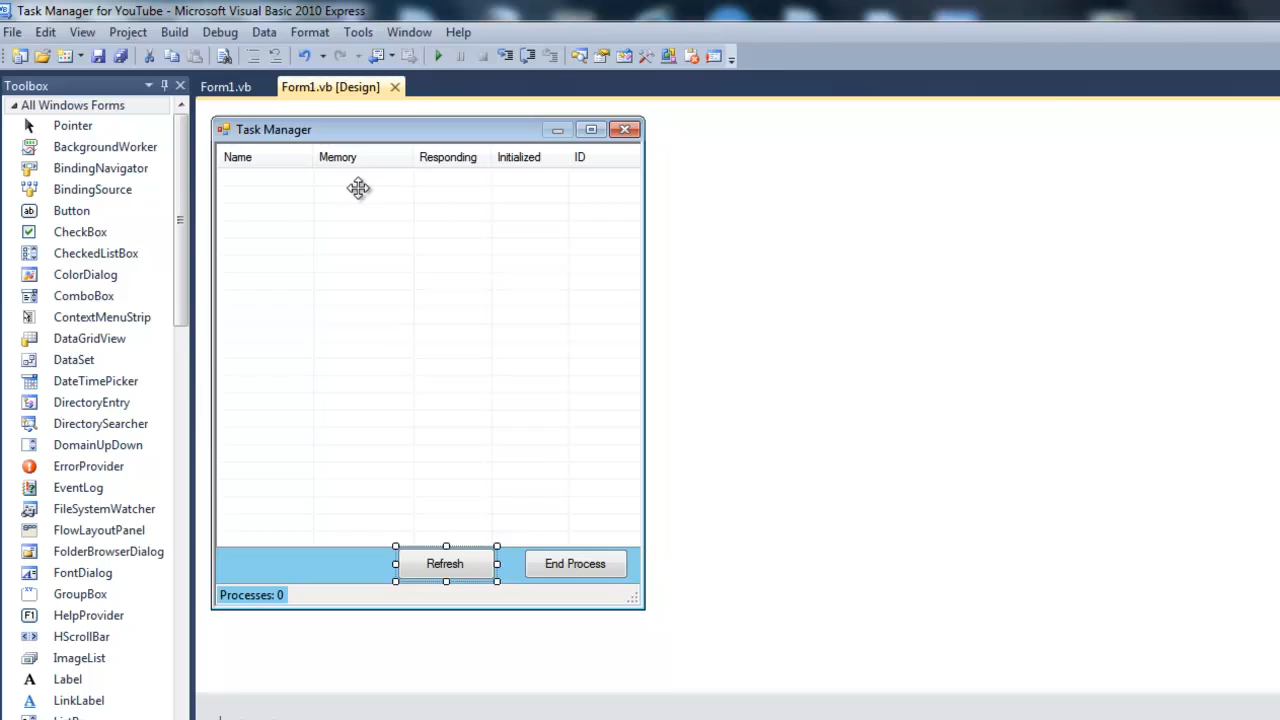 Task Manager for YouTube - Microsoft Visual Basic 2010 Express
File Edit View Project Build Debug Data Format Tools Window Help
Toolbox
Form1.vb
Form1.vb [Design]
All Windows Forms
Pointer
BackgroundWorker
BindingNavigator
BindingSource
Button
CheckBox
CheckedListBox
ColorDialog
ComboBox
ContextMenuStrip
DataGridView
DataSet
DateTimePicker
DirectoryEntry
DirectorySearcher
DomainUpDown
ErrorProvider
EventLog
FileSystemWatcher
FlowLayoutPanel
FolderBrowserDialog
FontDialog
GroupBox
HelpProvider
HScrollBar
ImageList
Label
LinkLabel
Task Manager
Name Memory Responding Initialized ID
Refresh End Process
Processes: 0